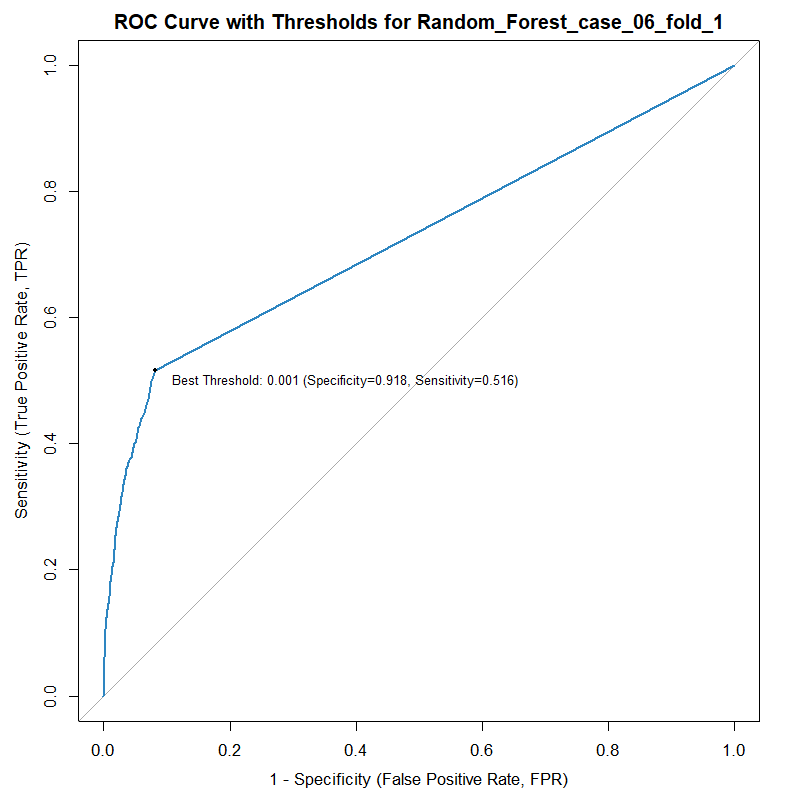 ROC Curve with Thresholds for Random_Forest_case_06_fold_1
Sensitivity (True Positive Rate, TPR)
1.0
0.8
0.6
0.4
0.2
0.0
Best Threshold: 0.001 (Specificity=0.918, Sensitivity=0.516)
0.0 0.2 0.4 0.6 0.8 1.0
1 - Specificity (False Positive Rate, FPR)